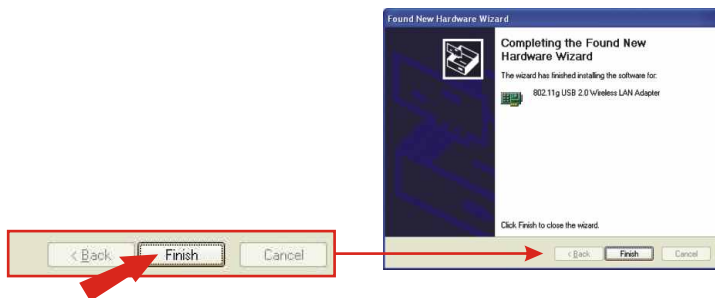 Found New Hardware Wizard
Completing the Found New
Hardware Wizard
The wizard has finished installing the software for:
802.11g USB 2.0 Wireless LAN Adapter
Click Finish to close the wizard.
< Back Finish Cancel
< Back Finish Cancel